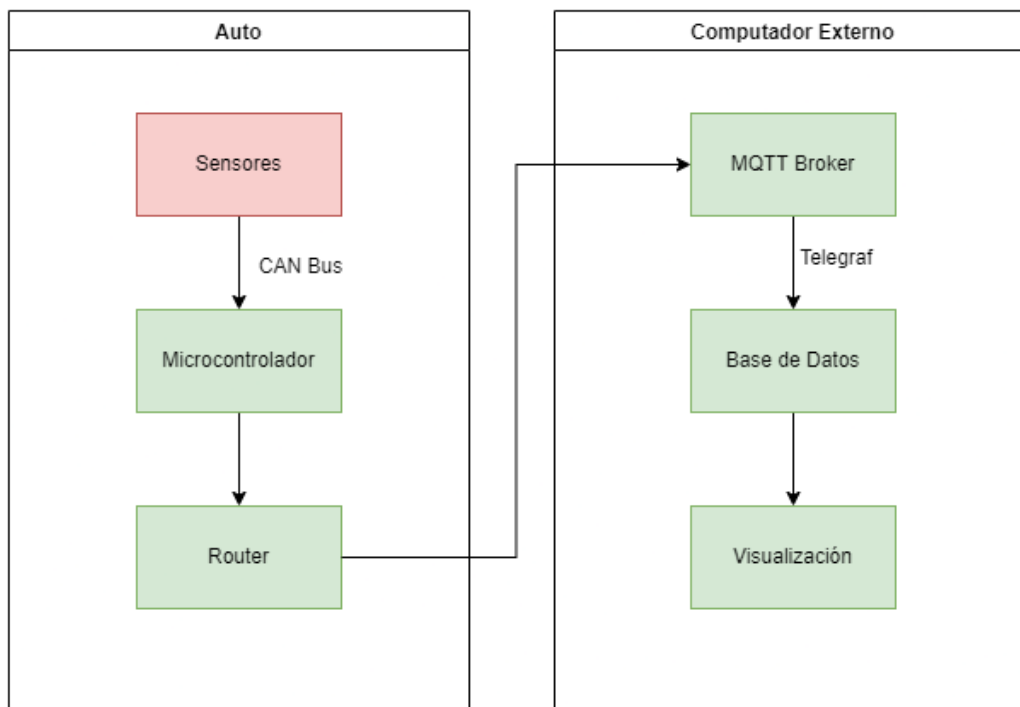 Auto
Sensores
CAN Bus
Microcontrolador
Router
Computador Externo
MQTT Broker
Telegraf
Base de Datos
Visualización